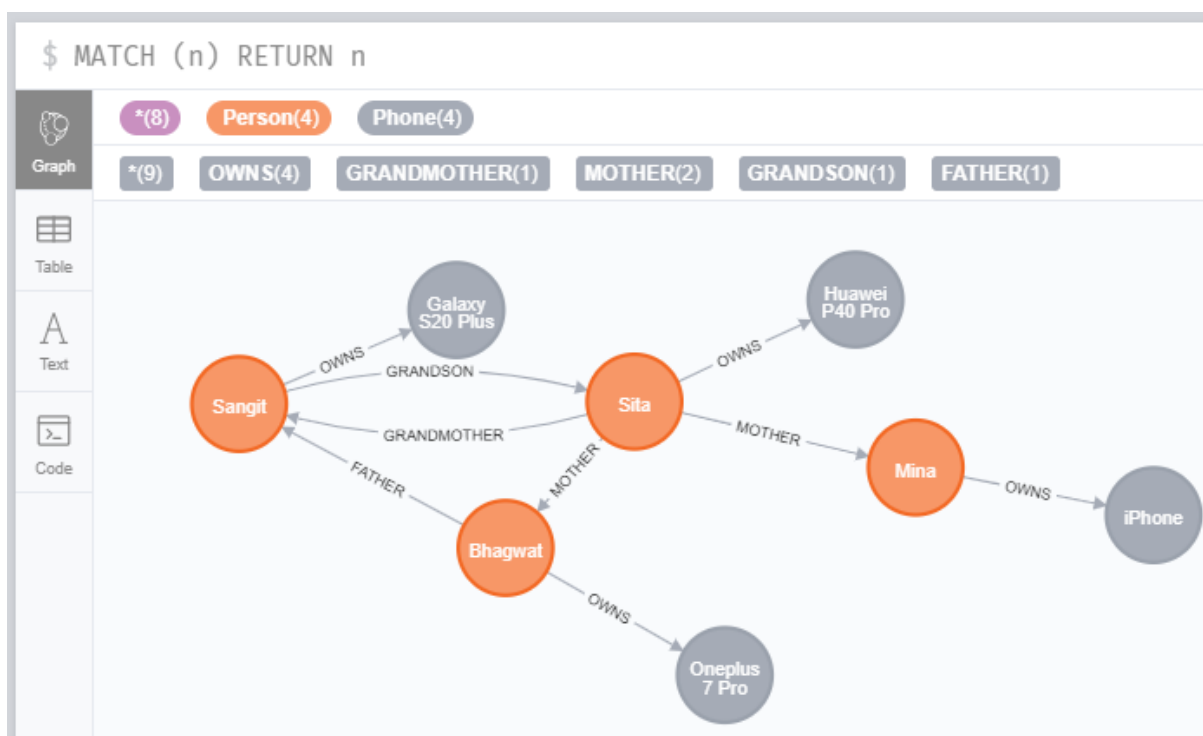 $ MATCH (n) RETURN n
Graph
*(8) Person(4) Phone(4)
*(9) OWNS(4) GRANDMOTHER(1) MOTHER(2) GRANDSON(1) FATHER(1)
Table
Text
Code
Galaxy
S20 Plus
Huawei
P40 Pro
OWNS
OWNS
GRANDSON
Sangit
Sita
GRANDMOTHER
MOTHER
Mina
FATHER
MOTHER
OWNS
iPhone
Bhagwat
OWNS
Oneplus
7 Pro